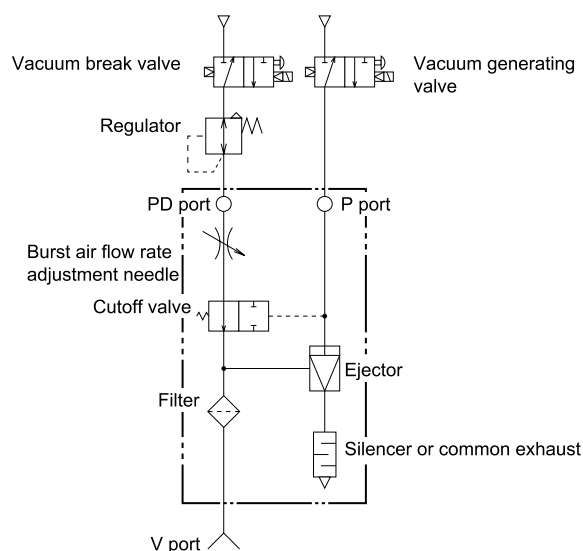 Vacuum break valve
Vacuum generating
valve
Regulator
PD port
P port
Burst air flow rate
adjustment needle
Cutoff valve
Ejector
Filter
Silencer or common exhaust
V port